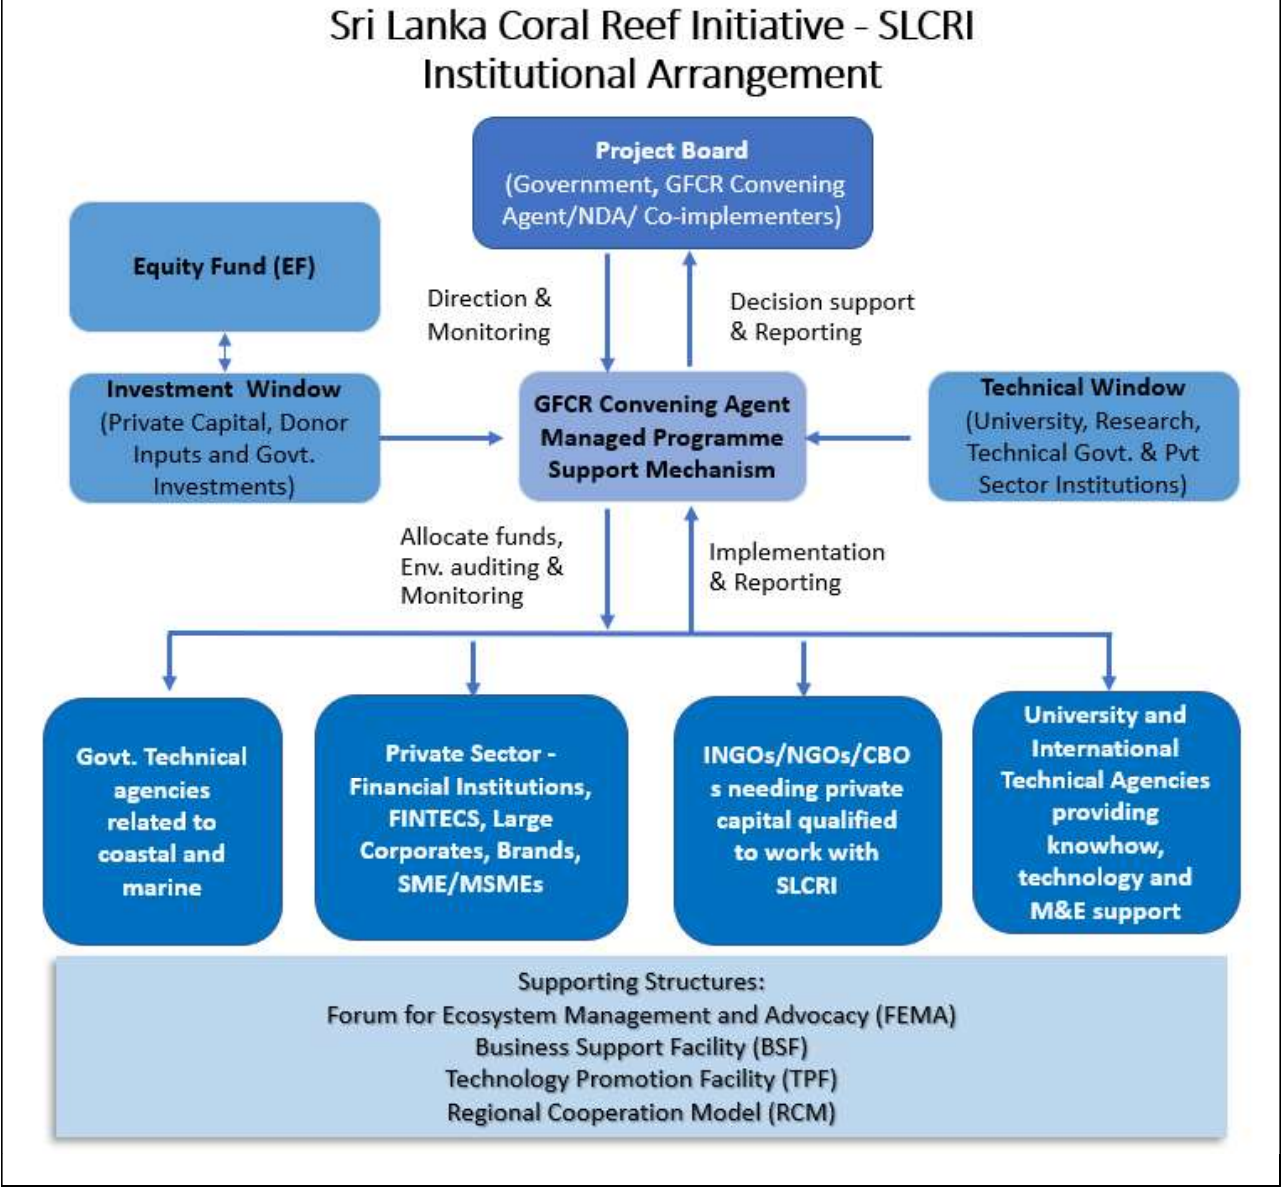 Sri Lanka Coral Reef Initiative - SLCRI
Institutional Arrangement
Project Board
(Government, GFCR Convening
Agent/NDA/ Co-implementers)
Equity Fund (EF)
Direction &
Monitoring
Decision support
& Reporting
Investment Window
(Private Capital, Donor
Inputs and Govt.
Investments)
GFCR Convening Agent
Managed Programme
Support Mechanism
Technical Window
(University, Research,
Technical Govt. & Pvt
Sector Institutions)
Allocate funds,
Env. auditing &
Monitoring
Implementation
& Reporting
Govt. Technical
agencies
related to
coastal and
marine
Private Sector -
Financial Institutions,
FINTECS, Large
Corporates, Brands,
SME/MSMEs
INGOs/NGOs/CBO
s needing private
capital qualified
to work with
SLCRI
University and
International
Technical Agencies
providing
knowhow,
technology and
M&E support
Supporting Structures:
Forum for Ecosystem Management and Advocacy (FEMA)
Business Support Facility (BSF)
Technology Promotion Facility (TPF)
Regional Cooperation Model (RCM)